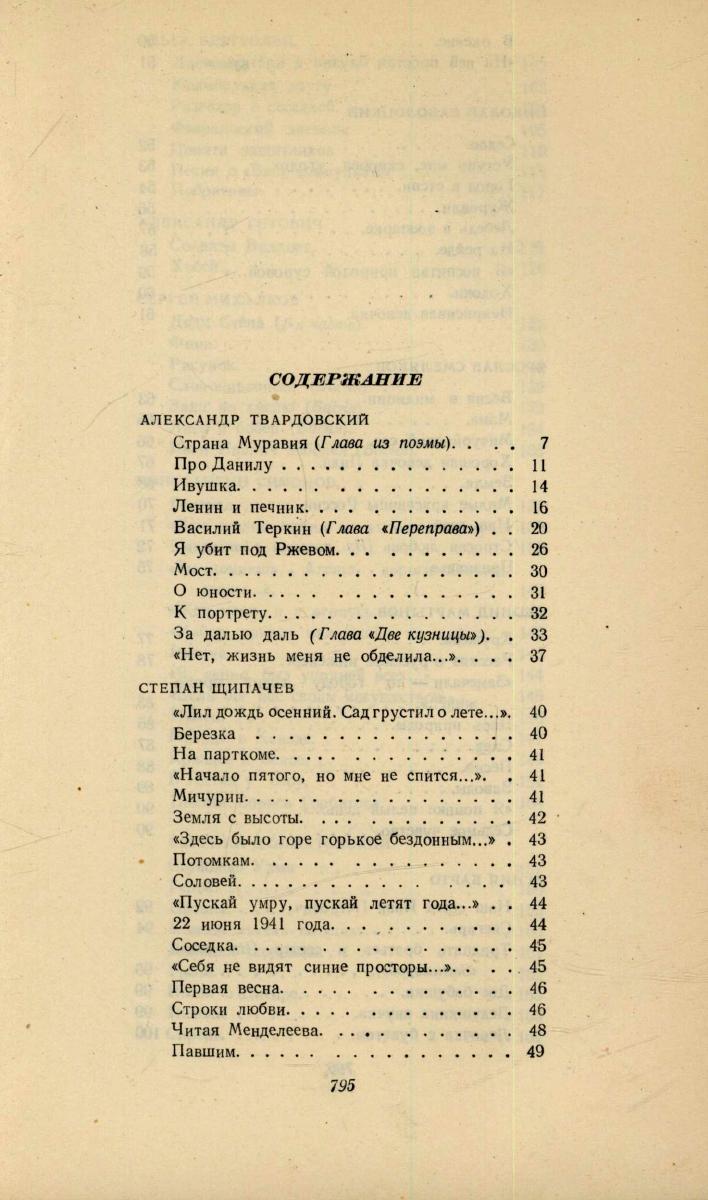 СОДЕРЖАНИЕ
АЛЕКСАНДР ТВАРДОВСКИЙ
Страна Муравия (Глава из поэмы). . . . 7
Про Данилу . . . . . . . . . . . . . . . 11
Ивушка. . . . . . . . . . . . . . . . . 14
Ленин и печник. . . . . . . . . . . . . 16
Василий Теркин (Глава «Переправа») . . 20
Я убит под Ржевом. . . . . . . . . . . 26
Мост. . . . . . . . . . . . . . . . . . 30
О юности. . . . . . . . . . . . . . . . 31
К портрету. . . . . . . . . . . . . . . 32
За далью даль (Глава «Две кузницы»). . 33
«Нет, жизнь меня не обделила...». . . . 37
СТЕПАН ЩИПАЧЕВ
«Лил дождь осенний. Сад грустил о лете...». 40
Березка . . . . . . . . . . . . . . . . 40
На парткоме. . . . . . . . . . . . . . 41
«Начало пятого, но мне не спится...». . 41
Мичурин. . . . . . . . . . . . . . . . 41
Земля с высоты. . . . . . . . . . . . . 42
«Здесь было горе горькое бездонным...» . 43
Потомкам. . . . . . . . . . . . . . . . 43
Соловей. . . . . . . . . . . . . . . . 43
«Пускай умру, пускай летят года...» . . 44
22 июня 1941 года. . . . . . . . . . . 44
Соседка. . . . . . . . . . . . . . . . 45
«Себя не видят синие просторы...». . . . 45
Первая весна. . . . . . . . . . . . . . 46
Строки любви. . . . . . . . . . . . . . 46
Читая Менделеева. . . . . . . . . . . . 48
Павшим. . . . . . . . . . . . . . . . . 49
795